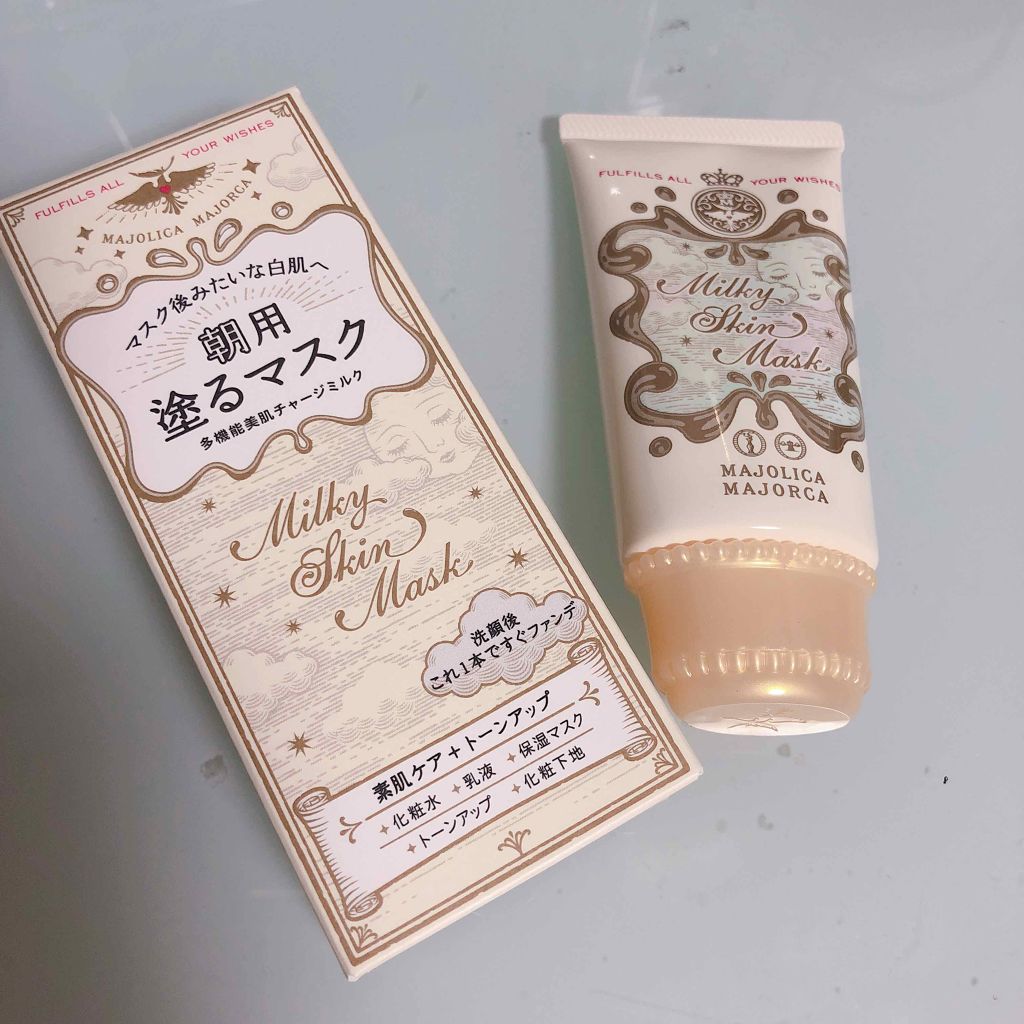 FULFILLS ALL YOUR WISHES
MAJOLICA MAJORCA
マスク後みたいな白肌へ
朝用
塗るマスク
多機能美肌チャージミルク
Milky
Skin
Mask
洗顔後
これ1本ですぐファンデ
素肌ケア+トーンアップ
化粧水 乳液 保湿マスク
トーンアップ 化粧下地
FULFILLS ALL YOUR WISHES
Milky
Skin
Mask
MAJOLICA
MAJORCA